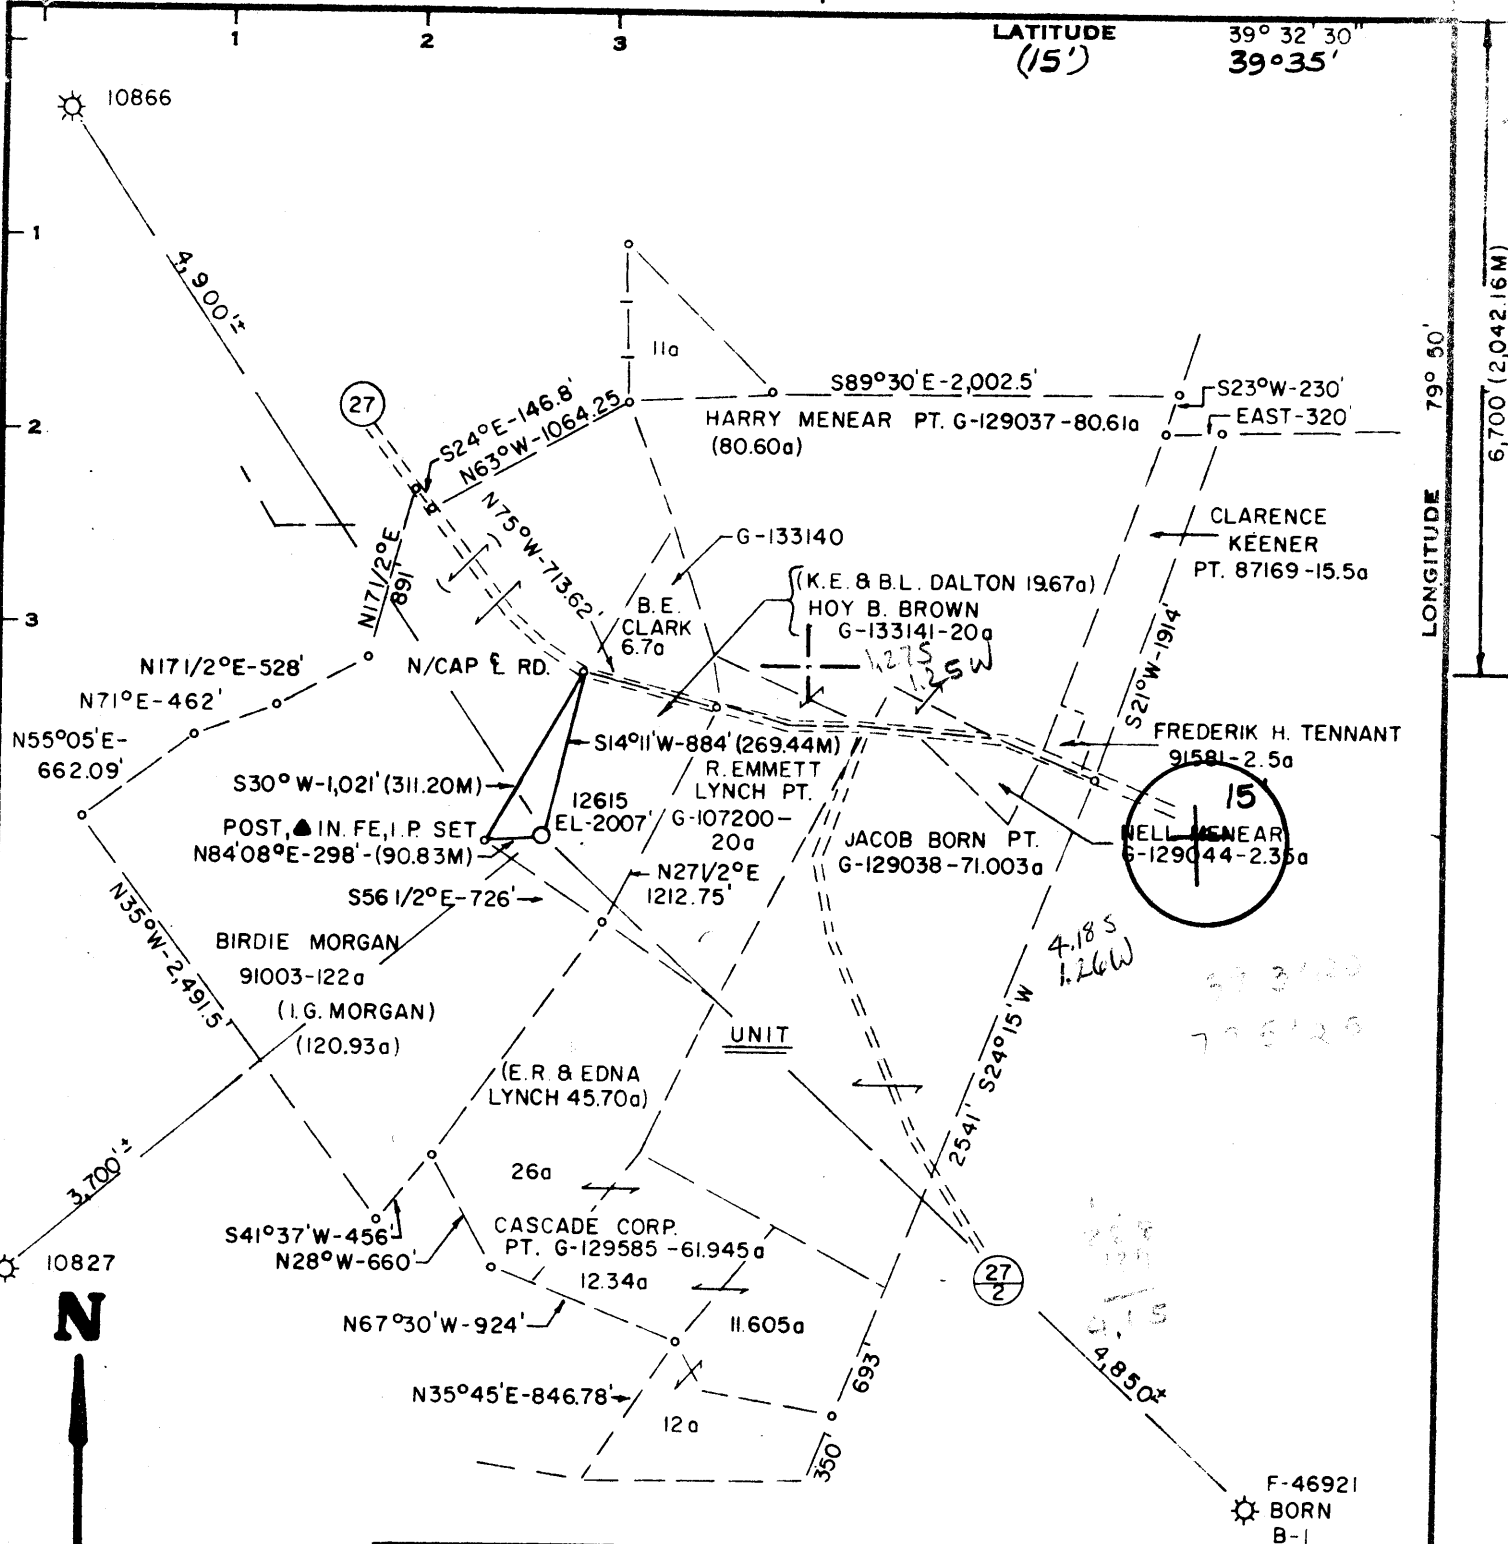 1 2 3
LATITUDE 39° 32' 30"
(15') 39°35'
10866
1
4,900'±
6,700' (2,042.16M)
79° 50'
LONGITUDE
11a
27
S24°E-146.8'
N63°W-1064.25
S89°30'E-2,002.5'
S23°W-230'
EAST-320'
HARRY MENEAR PT. G-129037-80.61a
(80.60a)
2
N75°W-713.62'
G-133140
CLARENCE
KEENER
PT. 87169-15.5a
N17 1/2°E
891'
(K.E. & B.L. DALTON 19.67a)
HOY B. BROWN
G-133141-20a
B.E.
CLARK
6.7a
3
1.27S
1.25W
S21°W-1914'
N17 1/2°E-528'
N/CAP ℄ RD.
N71°E-462'
N55°05'E-
662.09'
S14°11'W-884' (269.44M)
FREDERIK H. TENNANT
91581-2.5a
S30°W-1,021' (311.20M)
R. EMMETT
LYNCH PT.
G-107200-
20a
15'
12615
EL-2007'
POST, ▲ IN. FE, I.P. SET
N84°08'E-298'-(90.83M)
JACOB BORN PT.
G-129038-71.003a
NELL MENEAR
G-129044-2.35a
N27 1/2°E
1212.75'
S56 1/2°E-726'
N35°W-2,491.5'
BIRDIE MORGAN
91003-122a
(I.G. MORGAN)
(120.93a)
4.18S
1.26W
UNIT
2541' S24°15'W
(E.R. & EDNA
LYNCH 45.70a)
3,700'±
26a
S41°37'W-456'
N28°W-660'
CASCADE CORP.
PT. G-129585-61.945a
10827
12.34a
27
2
N
N67°30'W-924'
11.605a
4,850'±
693'
N35°45'E-846.78'
12a
350'
F-46921
BORN
B-1